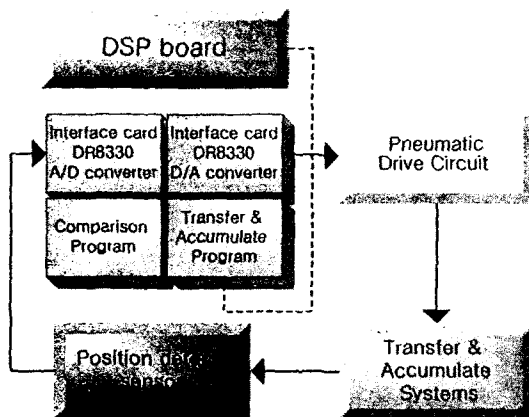 DSP board
Interface card
DR8330
A/D converter
Interface card
DR8330
D/A converter
Comparison
Program
Transfer &
Accumulate
Program
Pneumatic
Drive Circuit
Position
Transfer &
Accumulate
Systems